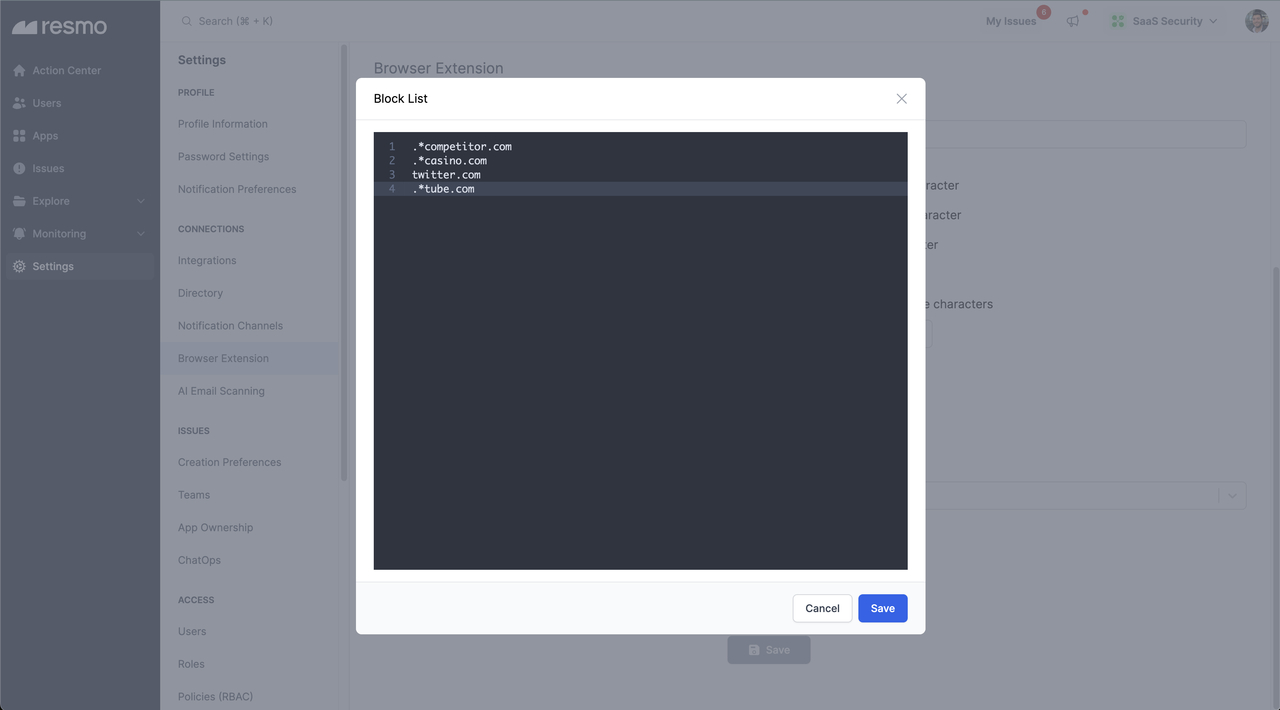 resmo
Action Center
Users
Apps
Issues
Explore
Monitoring
Settings
Search (⌘ + K)
My Issues
6
SaaS Security
Settings
PROFILE
Profile Information
Password Settings
Notification Preferences
CONNECTIONS
Integrations
Directory
Notification Channels
Browser Extension
AI Email Scanning
ISSUES
Creation Preferences
Teams
App Ownership
ChatOps
ACCESS
Users
Roles
Policies (RBAC)
Browser Extension
Block List
1 .*competitor.com
2 .*casino.com
3 twitter.com
4 .*tube.com
Cancel
Save
characters
Save